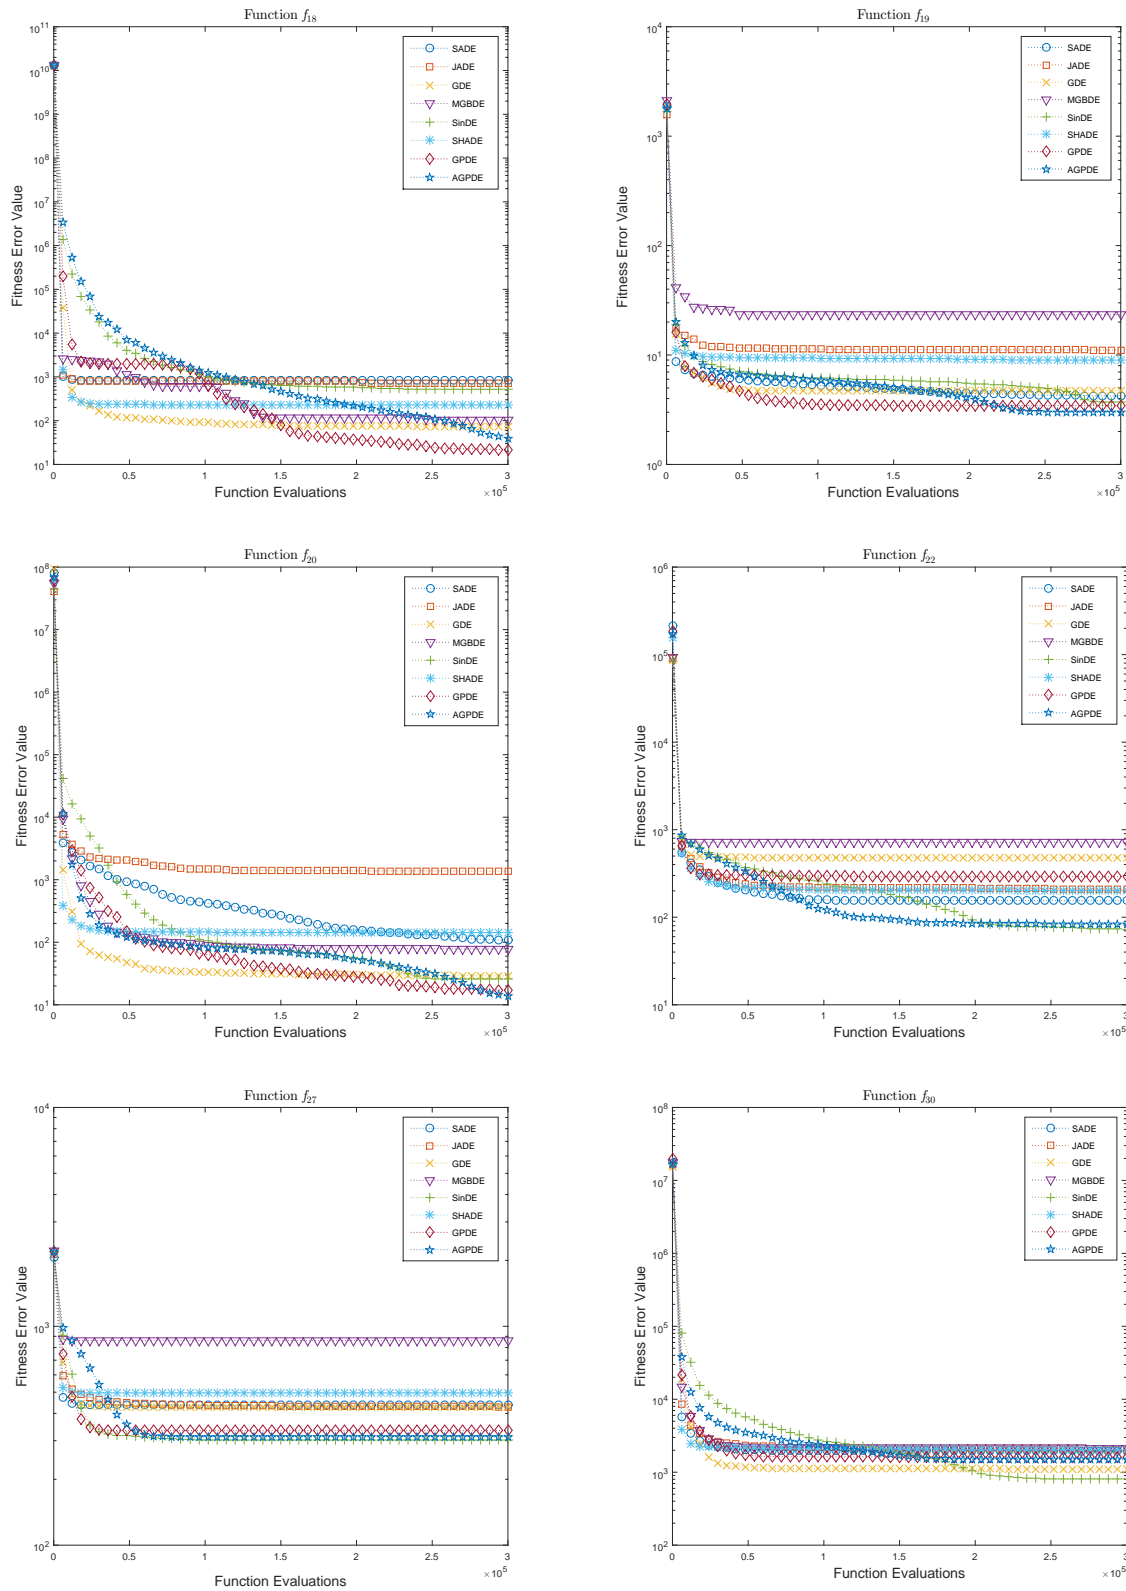 Function f18
Fitness Error Value
10^11
10^10
10^9
10^8
10^7
10^6
10^5
10^4
10^3
10^2
10^1
SADE
JADE
GDE
MGBDE
SinDE
SHADE
GPDE
AGPDE
0 0.5 1 1.5 2 2.5 3
×10^5
Function Evaluations
Function f19
Fitness Error Value
10^4
10^3
10^2
10^1
10^0
SADE
JADE
GDE
MGBDE
SinDE
SHADE
GPDE
AGPDE
0 0.5 1 1.5 2 2.5 3
×10^5
Function Evaluations
Function f20
Fitness Error Value
10^8
10^7
10^6
10^5
10^4
10^3
10^2
10^1
SADE
JADE
GDE
MGBDE
SinDE
SHADE
GPDE
AGPDE
0 0.5 1 1.5 2 2.5 3
×10^5
Function Evaluations
Function f22
Fitness Error Value
10^6
10^5
10^4
10^3
10^2
10^1
SADE
JADE
GDE
MGBDE
SinDE
SHADE
GPDE
AGPDE
0 0.5 1 1.5 2 2.5 3
×10^5
Function Evaluations
Function f27
Fitness Error Value
10^4
10^3
10^2
SADE
JADE
GDE
MGBDE
SinDE
SHADE
GPDE
AGPDE
0 0.5 1 1.5 2 2.5 3
×10^5
Function Evaluations
Function f30
Fitness Error Value
10^8
10^7
10^6
10^5
10^4
10^3
10^2
SADE
JADE
GDE
MGBDE
SinDE
SHADE
GPDE
AGPDE
0 0.5 1 1.5 2 2.5 3
×10^5
Function Evaluations